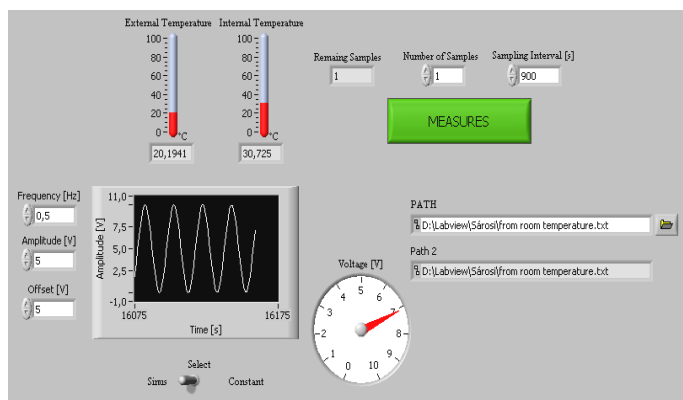 External Temperature Internal Temperature
100
80
60
40
20
0
°C
20,1941
100
80
60
40
20
0
°C
30,725
Remaing Samples
1
Number of Samples
1
Sampling Interval [s]
900
MEASURES
Frequency [Hz]
0,5
Amplitude [V]
5
Offset [V]
5
11,0
7,5
5,0
2,5
-1,0
Amplitude [V]
16075 16175
Time [s]
Select
Sinus Constant
Voltage [V]
0 1 2 3 4 5 6 7 8 9 10
PATH
D:\Labview\Sárosi\from room temperature.txt
Path 2
D:\Labview\Sárosi\from room temperature.txt